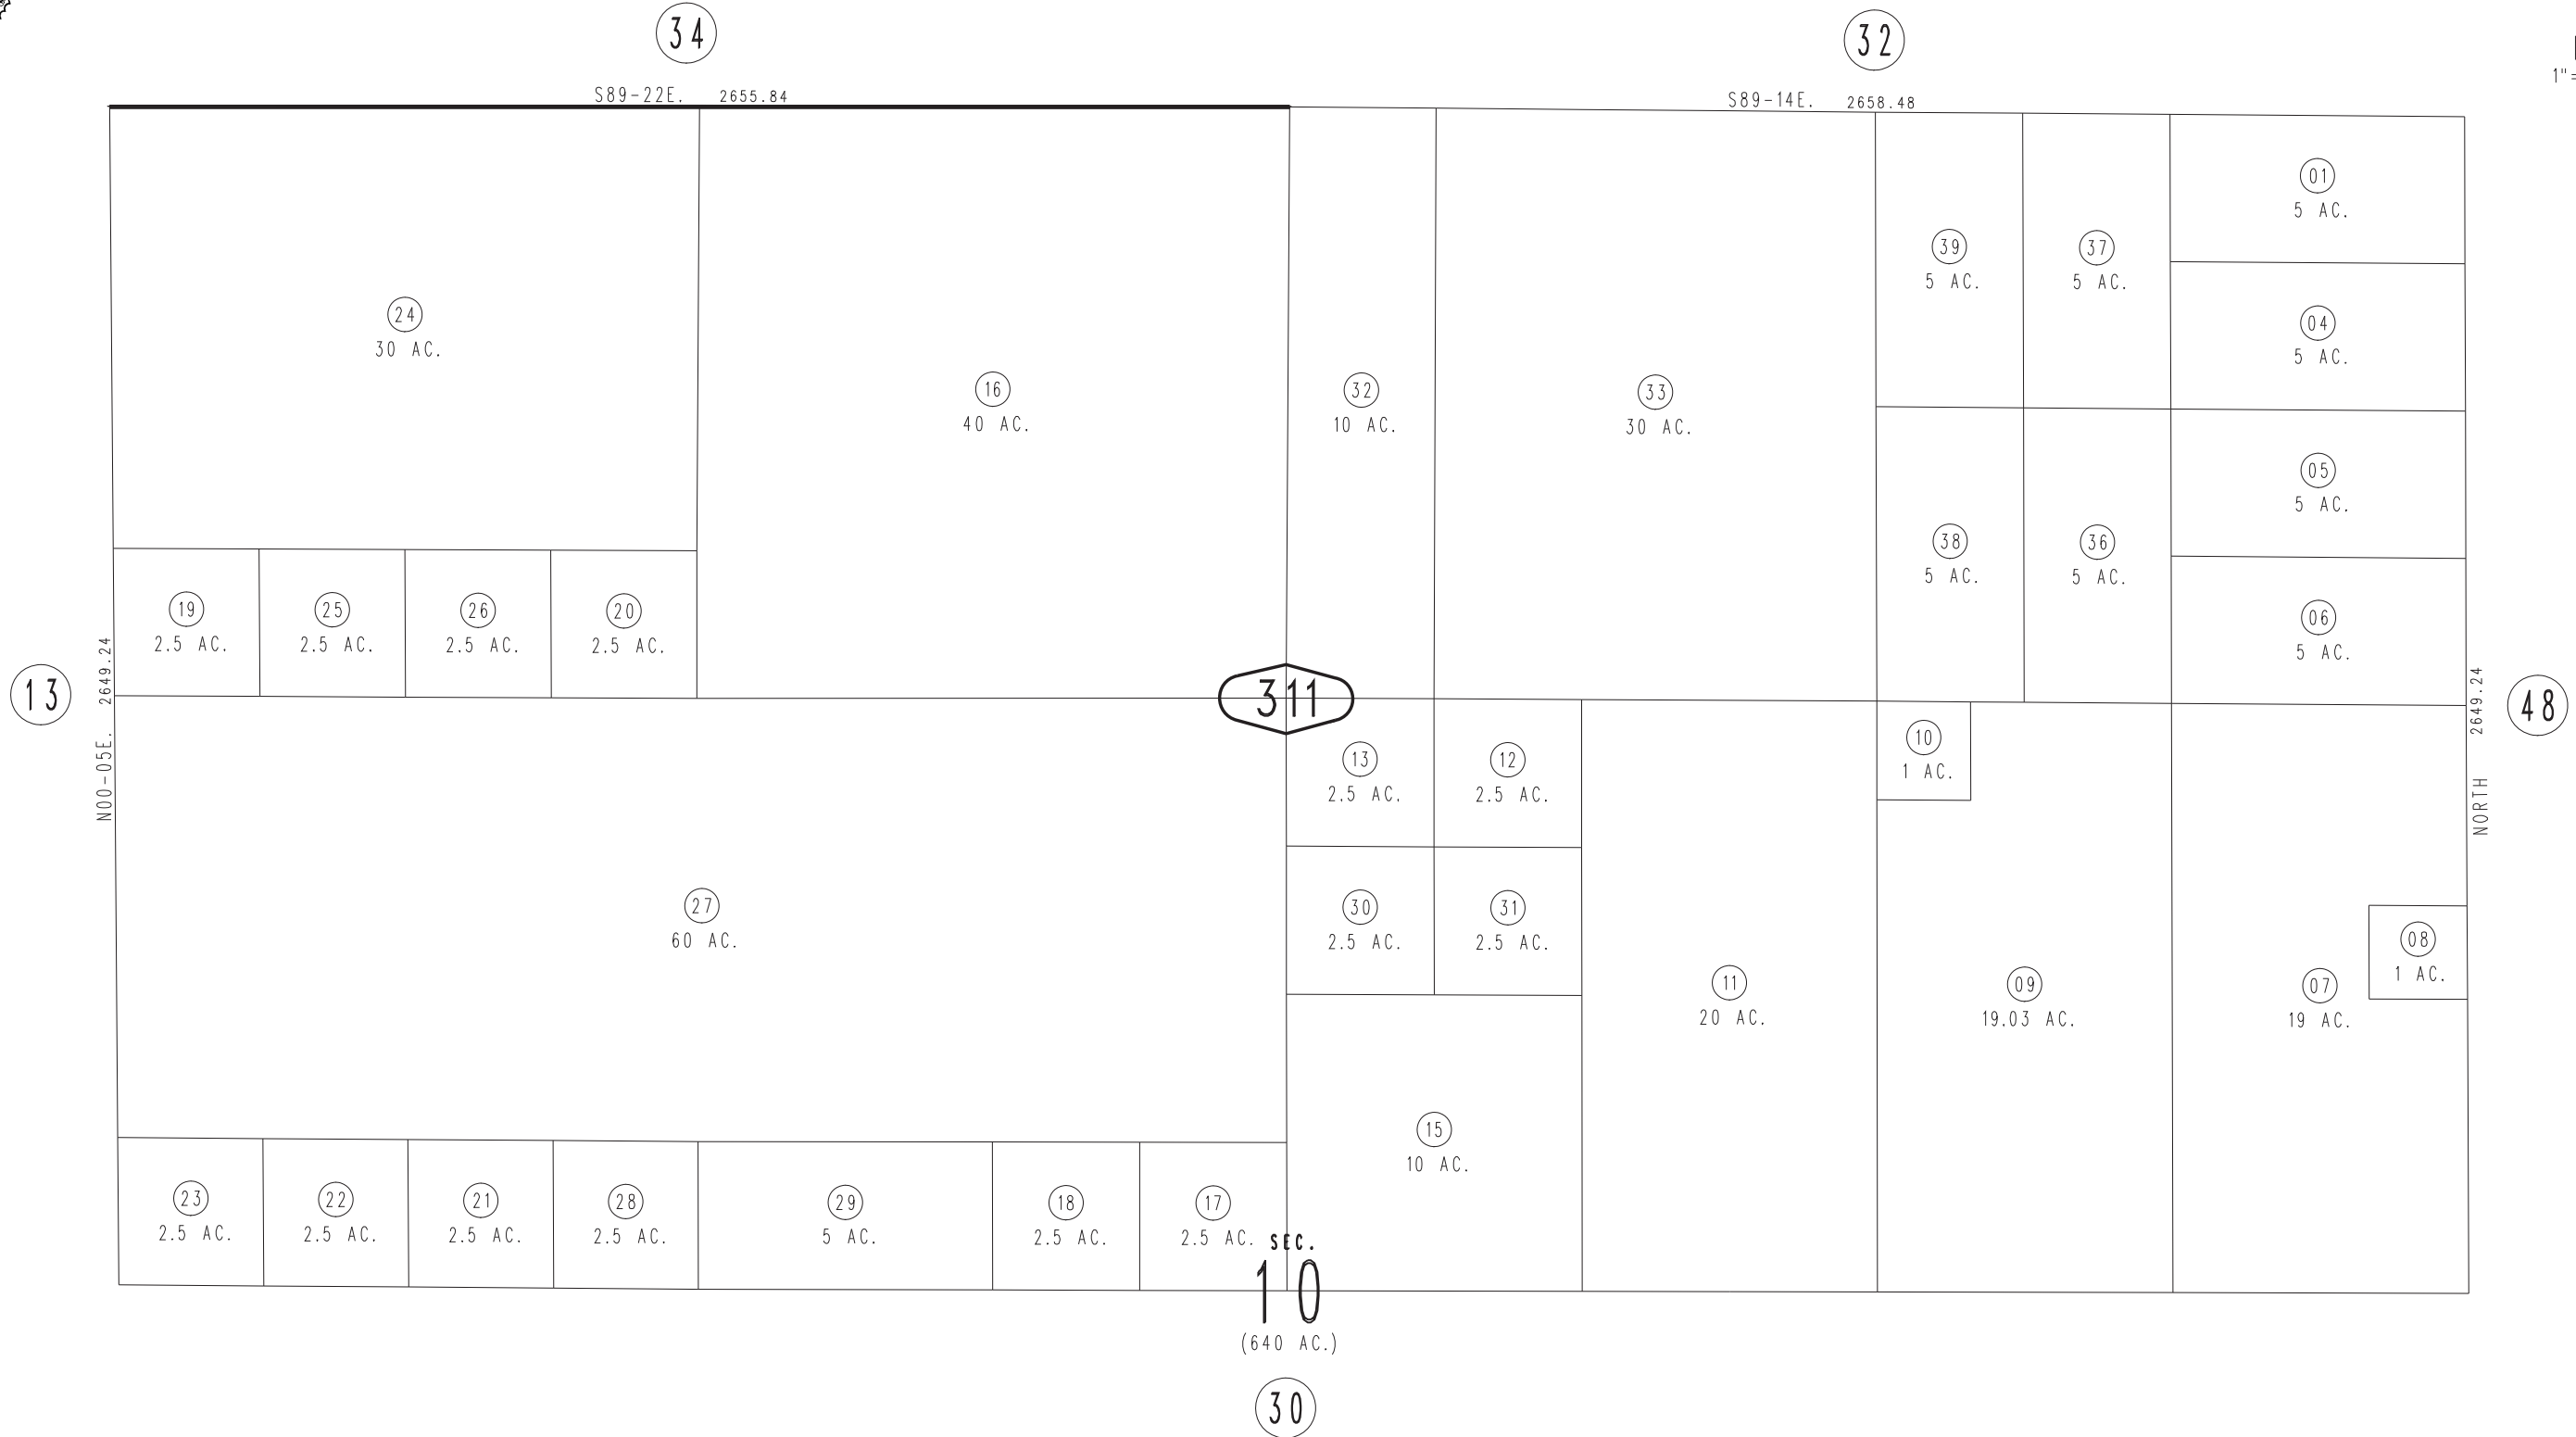 34
32
1"=
S89-22E. 2655.84
S89-14E. 2658.48
01
5 AC.
39
5 AC.
37
5 AC.
24
30 AC.
04
5 AC.
16
40 AC.
32
10 AC.
33
30 AC.
05
5 AC.
38
5 AC.
36
5 AC.
19
2.5 AC.
25
2.5 AC.
26
2.5 AC.
20
2.5 AC.
06
5 AC.
13
N00-05E. 2649.24
311
NORTH 2649.24
48
10
1 AC.
13
2.5 AC.
12
2.5 AC.
27
60 AC.
30
2.5 AC.
31
2.5 AC.
08
1 AC.
11
20 AC.
09
19.03 AC.
07
19 AC.
15
10 AC.
23
2.5 AC.
22
2.5 AC.
21
2.5 AC.
28
2.5 AC.
29
5 AC.
18
2.5 AC.
17
2.5 AC.
SEC.
10
(640 AC.)
30